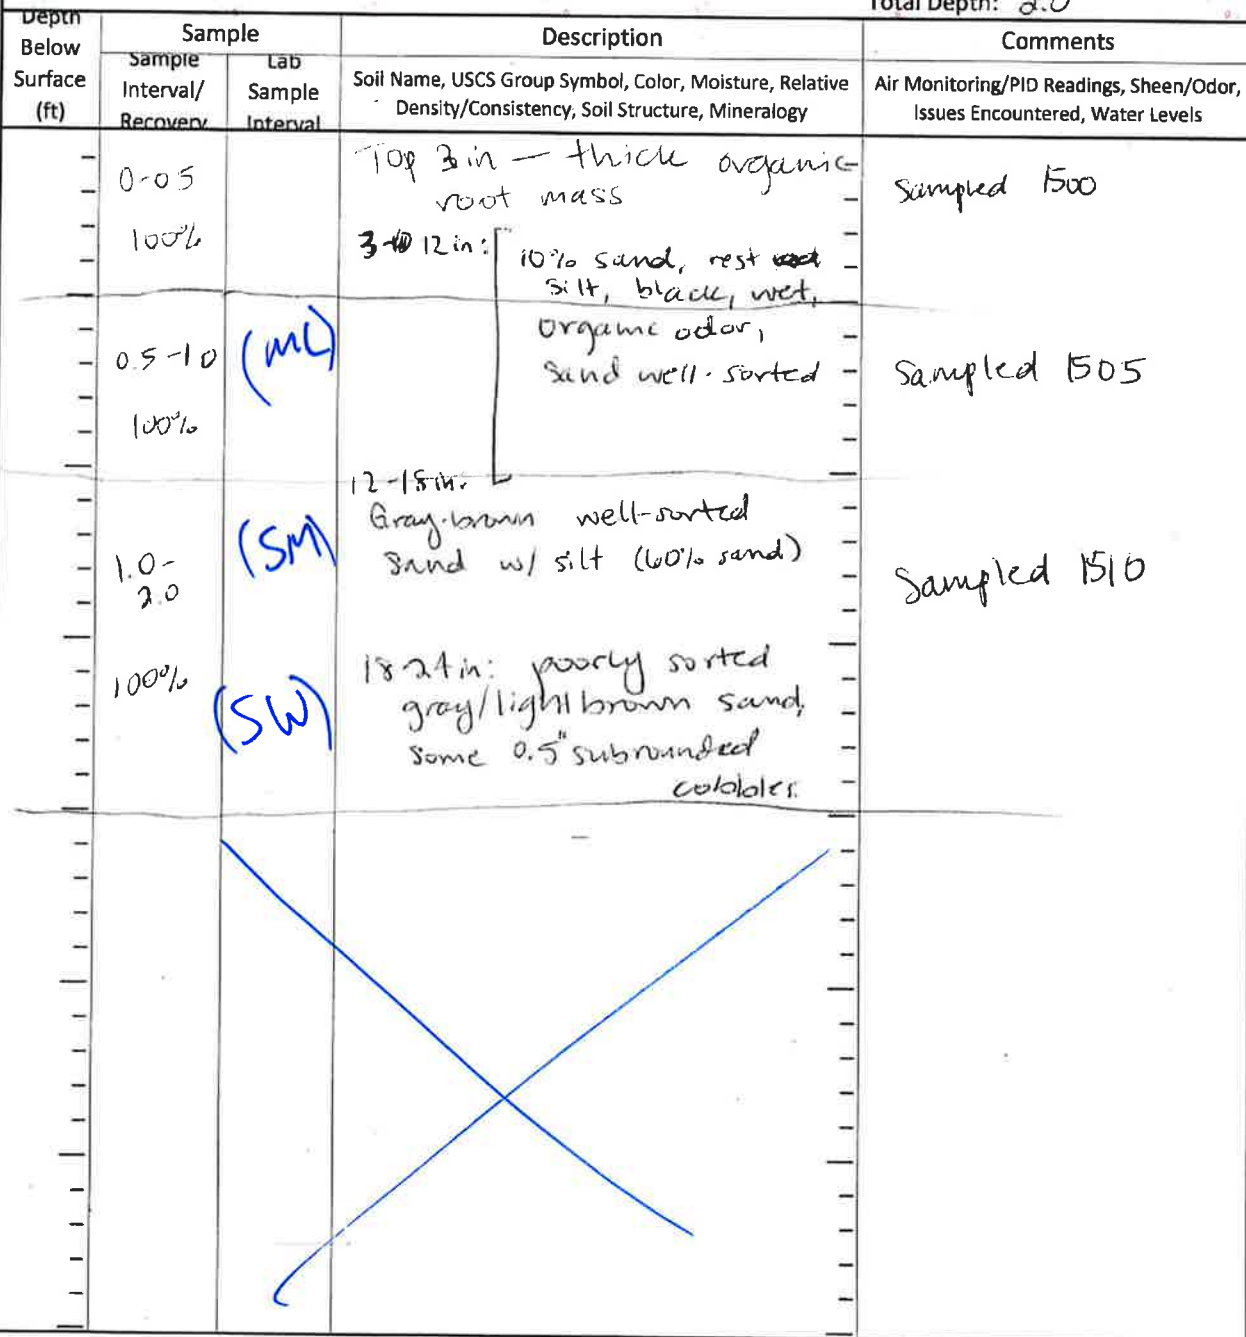 Total Depth: 2.0
Depth
Below
Surface
(ft)
Sample
Sample
Interval/
Recovery
Lab
Sample
Interval
Description
Soil Name, USCS Group Symbol, Color, Moisture, Relative
Density/Consistency, Soil Structure, Mineralogy
Comments
Air Monitoring/PID Readings, Sheen/Odor,
Issues Encountered, Water Levels
0-0.5
100%
Top 3 in — thick organic
root mass
Sampled 1500
3- 12 in:
10% sand, rest
silt, black, wet,
organic odor,
sand well-sorted
0.5-1.0
100%
(ML)
Sampled 1505
12-18 in.
Gray-brown well-sorted
sand w/ silt (60% sand)
1.0-
2.0
100%
(SM)
Sampled 1510
18-24 in: poorly sorted
gray/light brown sand,
some 0.5" subrounded
cobbles.
(SW)